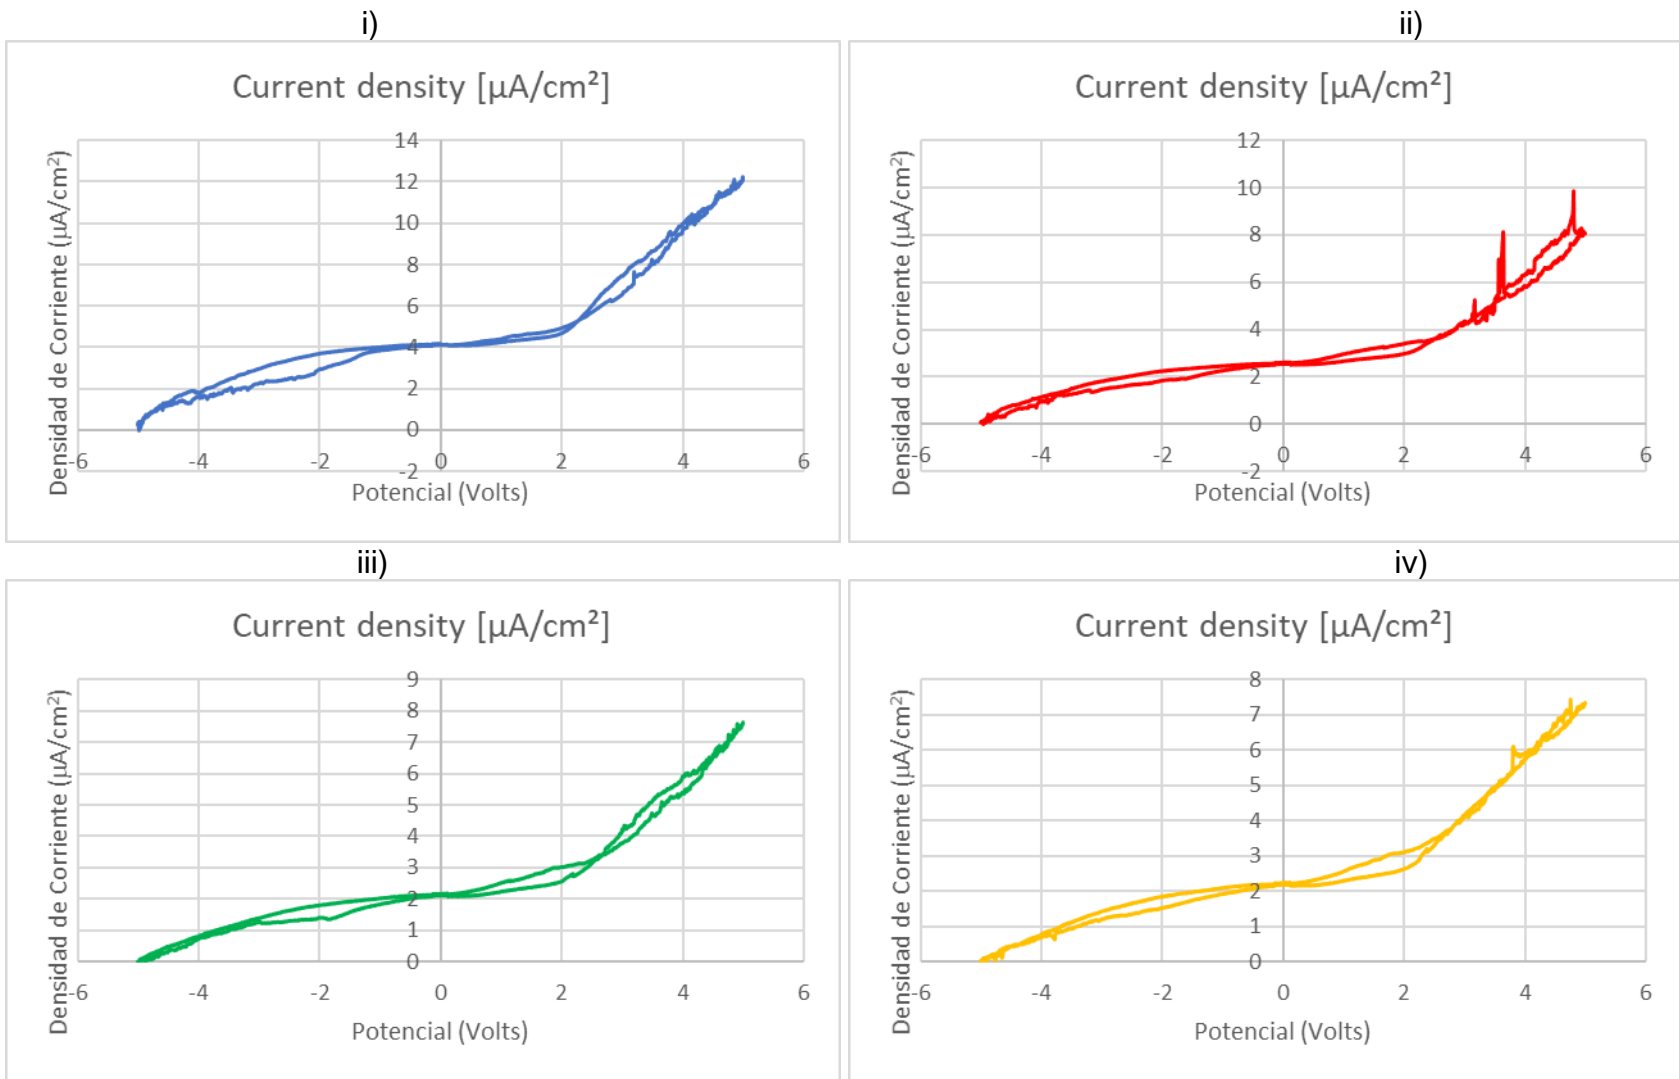 i)
Current density [µA/cm²]
Densidad de Corriente (µA/cm²)
14
12
10
8
6
4
2
0
-2
-6 -4 -2 0 2 4 6
Potencial (Volts)
ii)
Current density [µA/cm²]
Densidad de Corriente (µA/cm²)
12
10
8
6
4
2
0
-2
-6 -4 -2 0 2 4 6
Potencial (Volts)
iii)
Current density [µA/cm²]
Densidad de Corriente (µA/cm²)
9
8
7
6
5
4
3
2
1
0
-6 -4 -2 0 2 4 6
Potencial (Volts)
iv)
Current density [µA/cm²]
Densidad de Corriente (µA/cm²)
8
7
6
5
4
3
2
1
0
-6 -4 -2 0 2 4 6
Potencial (Volts)